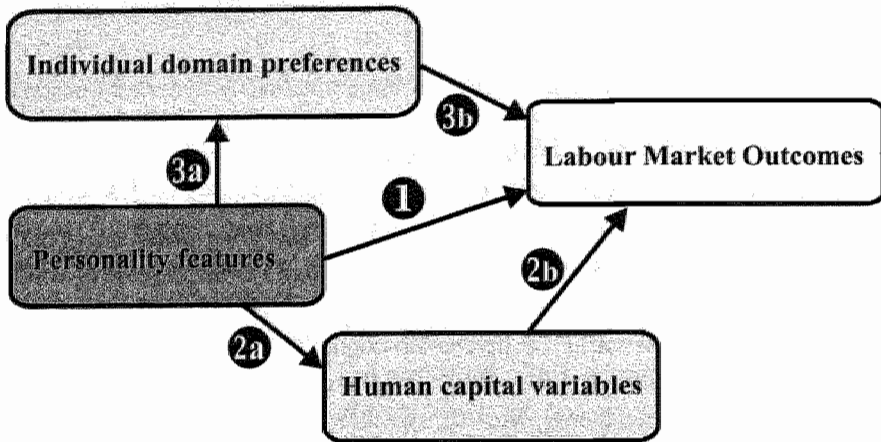 Individual domain preferences
3b
Labour Market Outcomes
3a
1
Personality features
2b
2a
Human capital variables